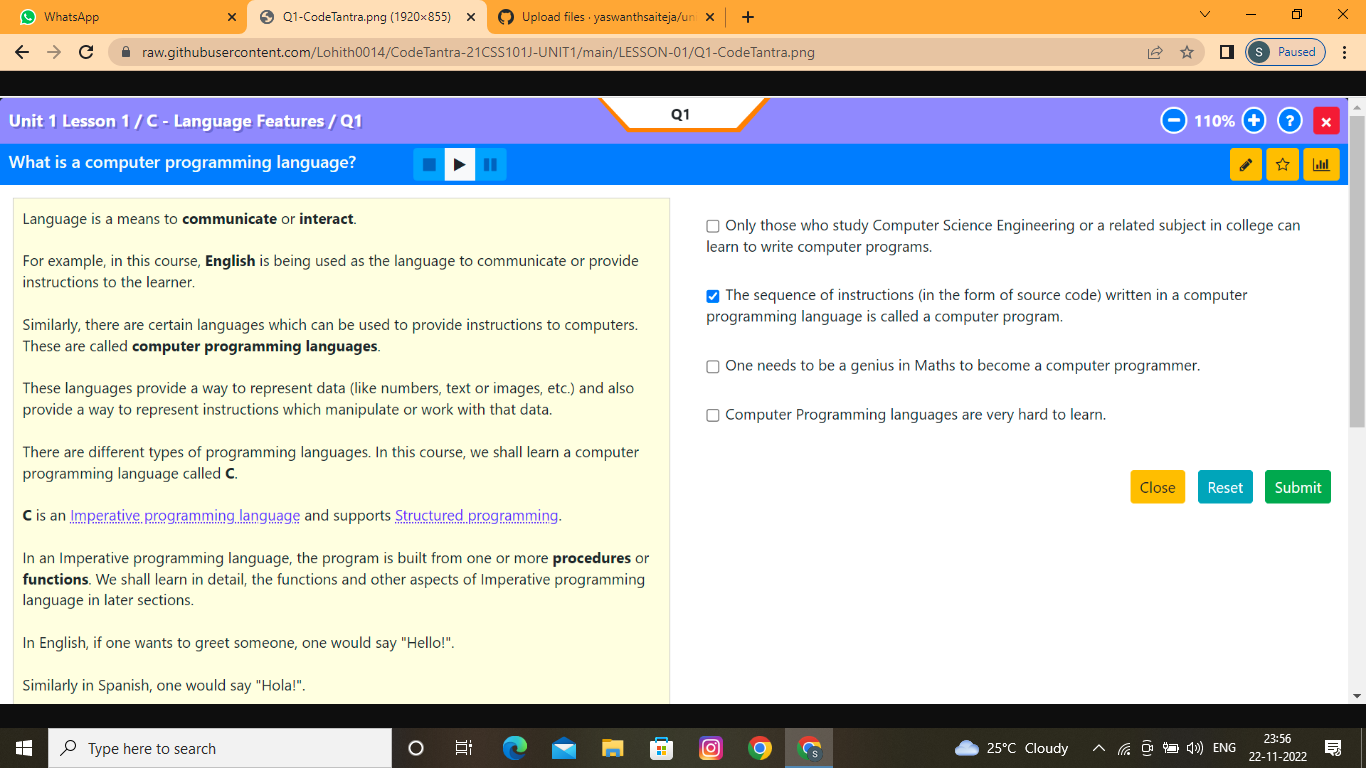 WhatsApp
Q1-CodeTantra.png (1920×855)
Upload files · yaswanthsaiteja/un
raw.githubusercontent.com/Lohith0014/CodeTantra-21CSS101J-UNIT1/main/LESSON-01/Q1-CodeTantra.png
S Paused
Unit 1 Lesson 1 / C - Language Features / Q1
Q1
110%
?
What is a computer programming language?
Language is a means to communicate or interact.
For example, in this course, English is being used as the language to communicate or provide
instructions to the learner.
Similarly, there are certain languages which can be used to provide instructions to computers.
These are called computer programming languages.
These languages provide a way to represent data (like numbers, text or images, etc.) and also
provide a way to represent instructions which manipulate or work with that data.
There are different types of programming languages. In this course, we shall learn a computer
programming language called C.
C is an Imperative programming language and supports Structured programming.
In an Imperative programming language, the program is built from one or more procedures or
functions. We shall learn in detail, the functions and other aspects of Imperative programming
language in later sections.
In English, if one wants to greet someone, one would say "Hello!".
Similarly in Spanish, one would say "Hola!".
Only those who study Computer Science Engineering or a related subject in college can
learn to write computer programs.
The sequence of instructions (in the form of source code) written in a computer
programming language is called a computer program.
One needs to be a genius in Maths to become a computer programmer.
Computer Programming languages are very hard to learn.
Close
Reset
Submit
Type here to search
S
25°C Cloudy
ENG
23:56
22-11-2022